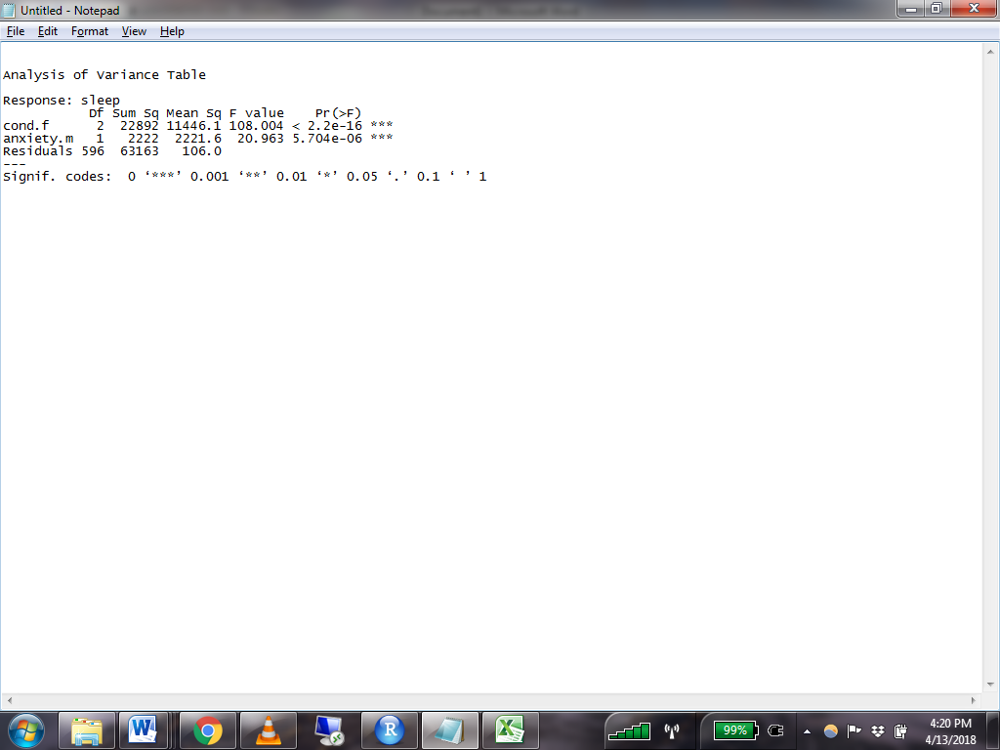 Untitled - Notepad
File Edit Format View Help
Analysis of Variance Table
Response: sleep
Df Sum Sq Mean Sq F value Pr(>F)
cond.f 2 22892 11446.1 108.004 < 2.2e-16 ***
anxiety.m 1 2222 2221.6 20.963 5.704e-06 ***
Residuals 596 63163 106.0
---
Signif. codes: 0 ‘***’ 0.001 ‘**’ 0.01 ‘*’ 0.05 ‘.’ 0.1 ‘ ’ 1
99%
4:20 PM
4/13/2018